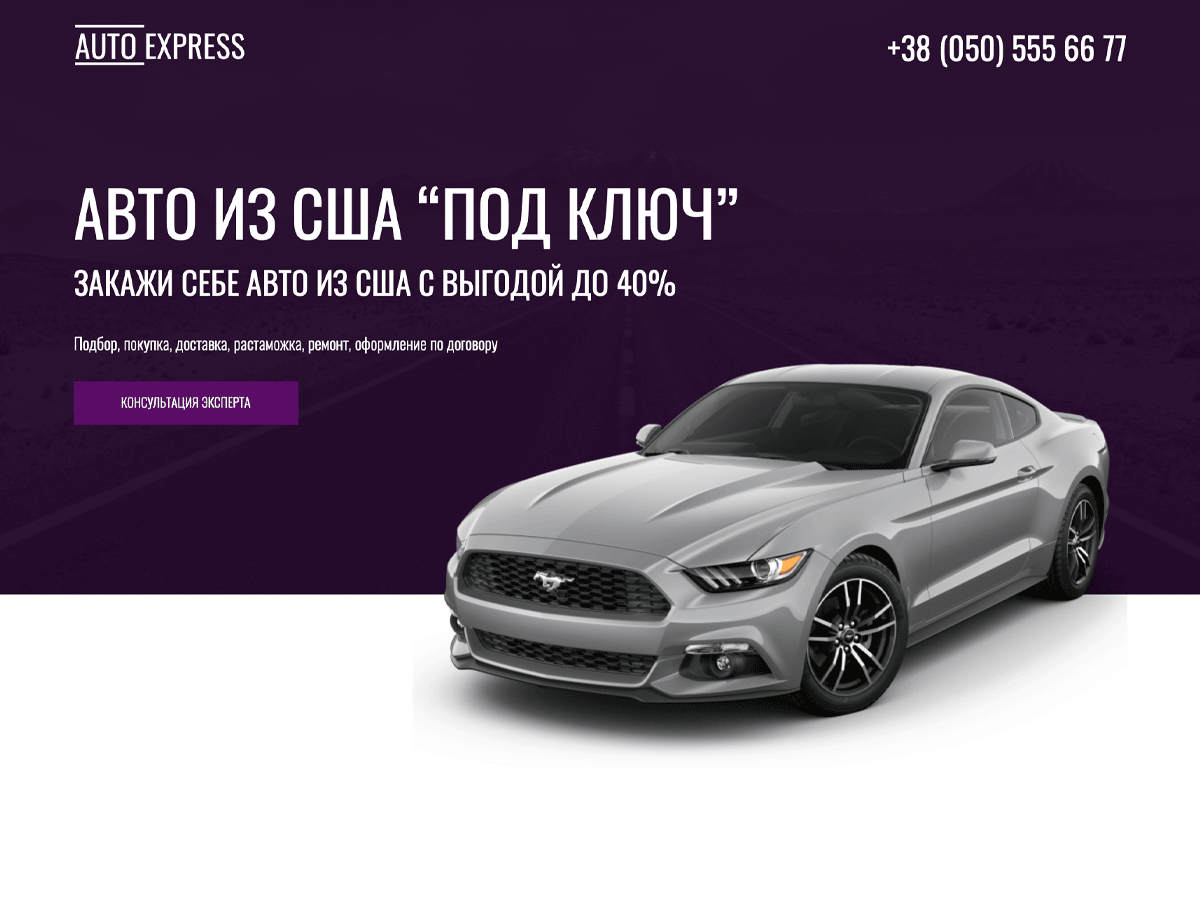 AUTO EXPRESS
+38 (050) 555 66 77
АВТО ИЗ США “ПОД КЛЮЧ”
ЗАКАЖИ СЕБЕ АВТО ИЗ США С ВЫГОДОЙ ДО 40%
Подбор, покупка, доставка, растаможка, ремонт, оформление по договору
КОНСУЛЬТАЦИЯ ЭКСПЕРТА